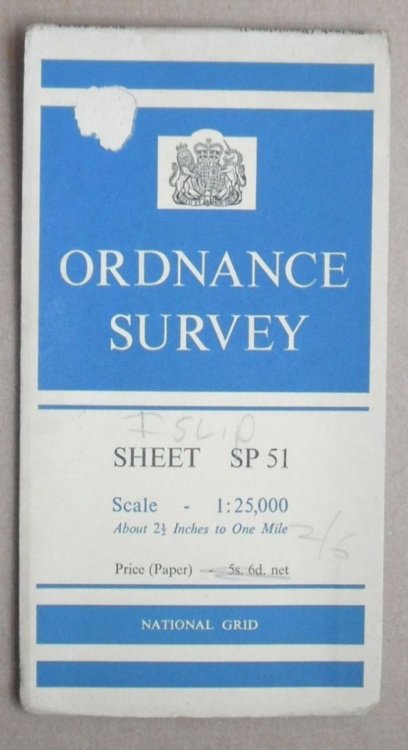 ORDNANCE
SURVEY
ISLIP
SHEET SP 51
Scale - 1:25,000
About 2½ Inches to One Mile
2/6
Price (Paper) - 5s. 6d. net
NATIONAL GRID